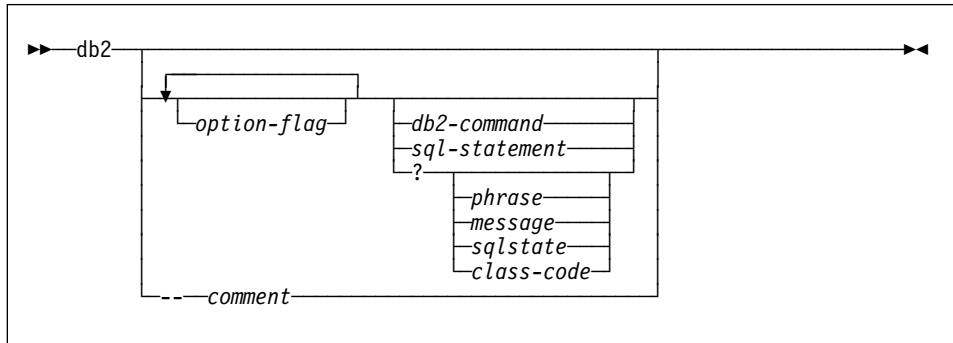 db2
option-flag
db2-command
sql-statement
?
phrase
message
sqlstate
class-code
-- comment